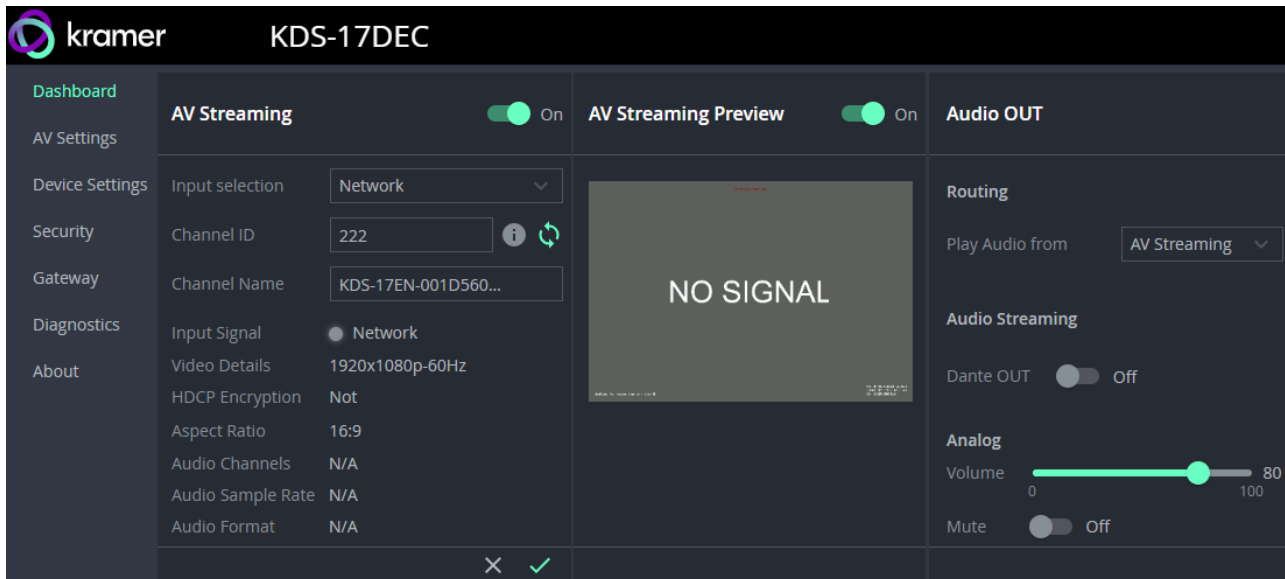 kramer KDS-17DEC
Dashboard
AV Settings
Device Settings
Security
Gateway
Diagnostics
About
AV Streaming On
Input selection Network
Channel ID 222
Channel Name KDS-17EN-001D560...
Input Signal Network
Video Details 1920x1080p-60Hz
HDCP Encryption Not
Aspect Ratio 16:9
Audio Channels N/A
Audio Sample Rate N/A
Audio Format N/A
AV Streaming Preview On
NO SIGNAL
Audio OUT
Routing
Play Audio from AV Streaming
Audio Streaming
Dante OUT Off
Analog
Volume 80
0 100
Mute Off